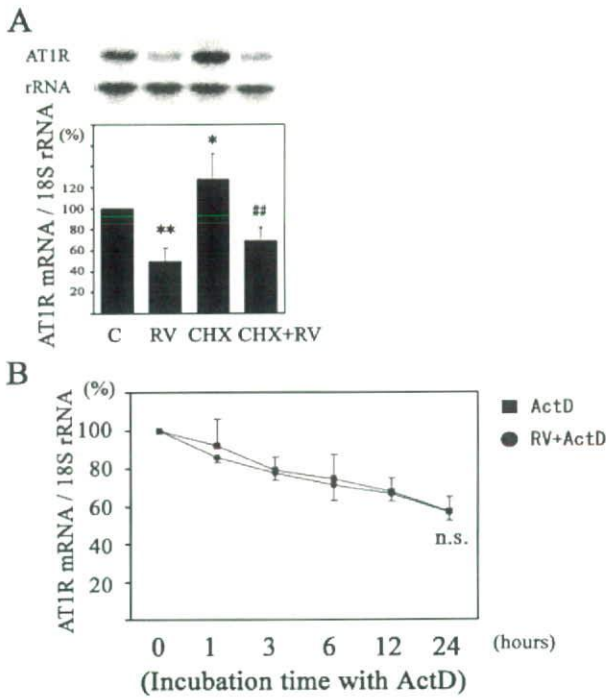 A
AT1R
rRNA
AT1R mRNA / 18S rRNA
(%)
120
100
80
60
40
20
*
**
##
C RV CHX CHX+RV
B
AT1R mRNA / 18S rRNA
(%)
100
80
60
40
20
n.s.
ActD
RV+ActD
0 1 3 6 12 24 (hours)
(Incubation time with ActD)